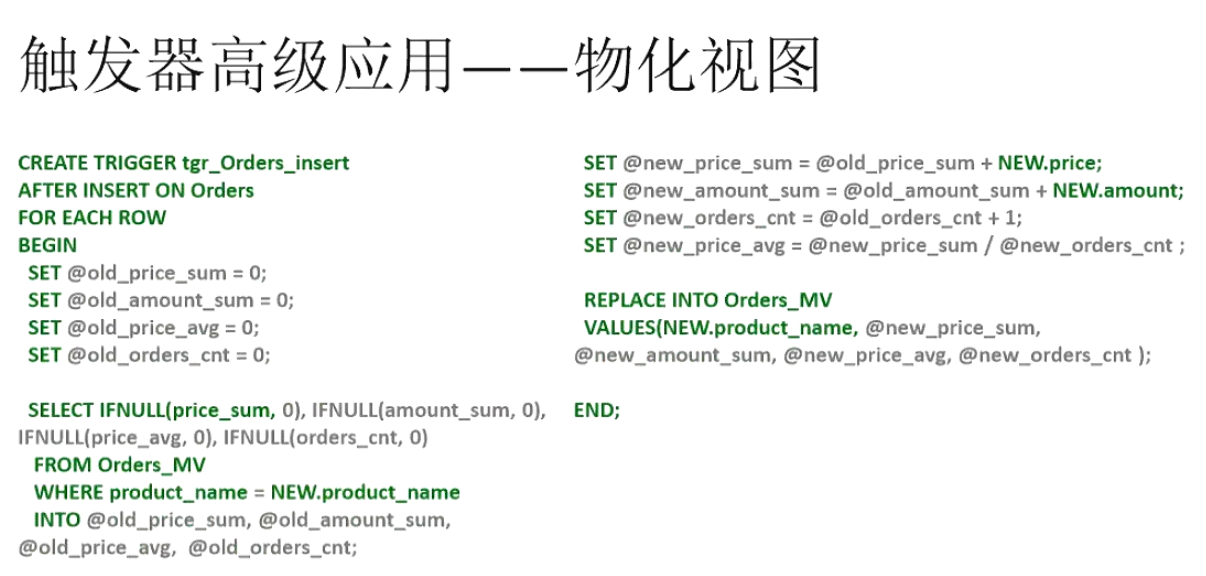 触发器高级应用——物化视图
CREATE TRIGGER tgr_Orders_insert
AFTER INSERT ON Orders
FOR EACH ROW
BEGIN
SET @old_price_sum = 0;
SET @old_amount_sum = 0;
SET @old_price_avg = 0;
SET @old_orders_cnt = 0;
SELECT IFNULL(price_sum, 0), IFNULL(amount_sum, 0),
IFNULL(price_avg, 0), IFNULL(orders_cnt, 0)
FROM Orders_MV
WHERE product_name = NEW.product_name
INTO @old_price_sum, @old_amount_sum,
@old_price_avg, @old_orders_cnt;
SET @new_price_sum = @old_price_sum + NEW.price;
SET @new_amount_sum = @old_amount_sum + NEW.amount;
SET @new_orders_cnt = @old_orders_cnt + 1;
SET @new_price_avg = @new_price_sum / @new_orders_cnt ;
REPLACE INTO Orders_MV
VALUES(NEW.product_name, @new_price_sum,
@new_amount_sum, @new_price_avg, @new_orders_cnt );
END;